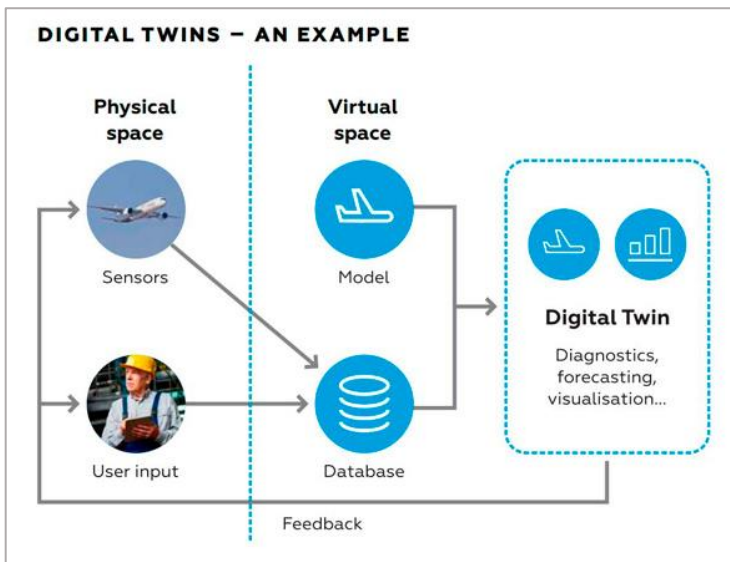 DIGITAL TWINS – AN EXAMPLE
Physical
space
Virtual
space
Sensors
Model
Digital Twin
Diagnostics,
forecasting,
visualisation...
User input
Database
Feedback